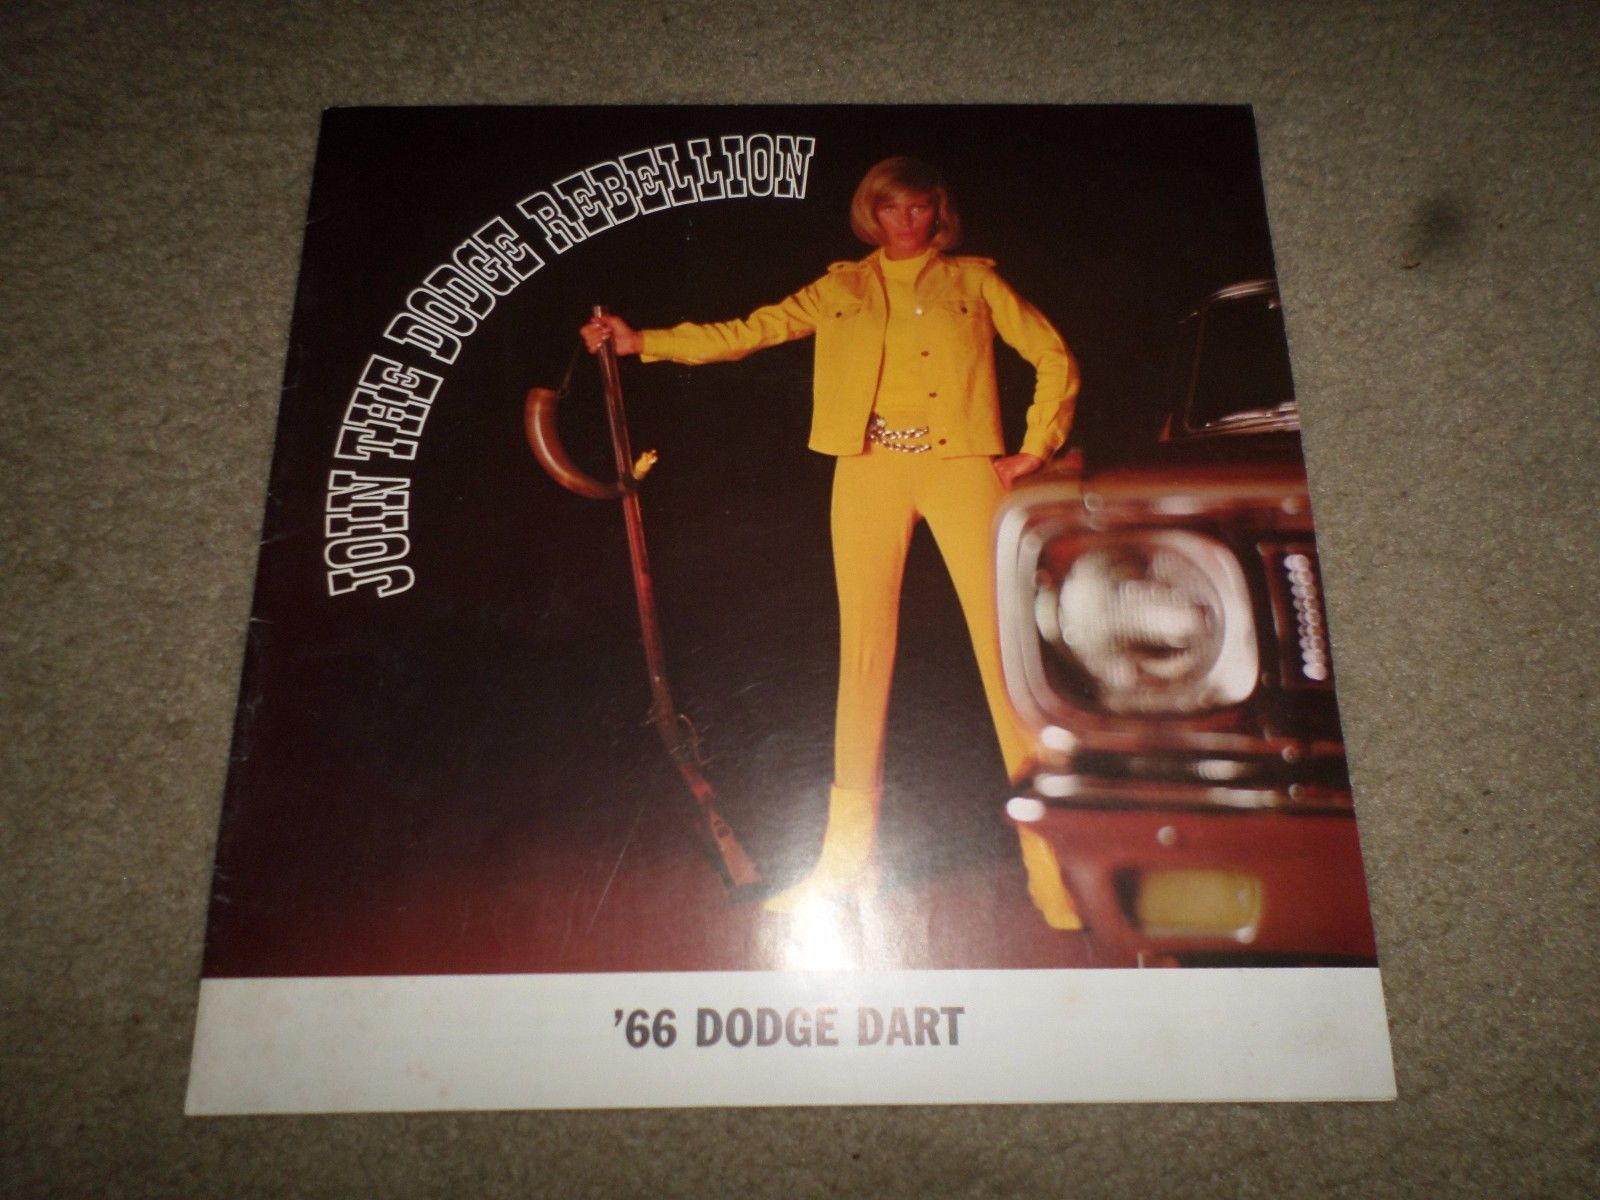 JOIN THE DODGE REBELLION
'66 DODGE DART